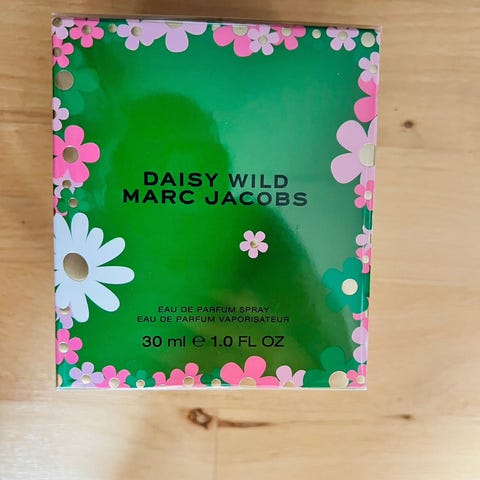 DAISY WILD
MARC JACOBS
EAU DE PARFUM SPRAY
EAU DE PARFUM VAPORISATEUR
30 ml ℮ 1.0 FL OZ